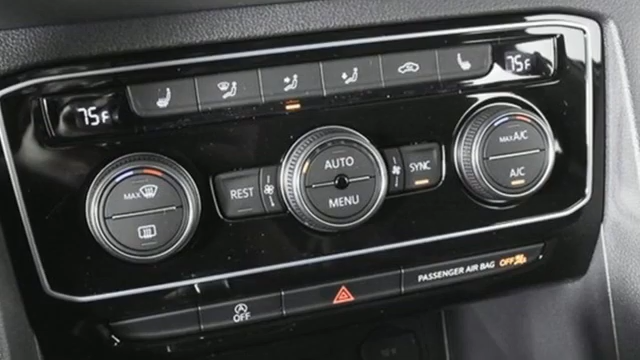 75F
75F
MAX
REST
AUTO
MENU
SYNC
MAX A/C
A/C
A
OFF
PASSENGER AIR BAG OFF